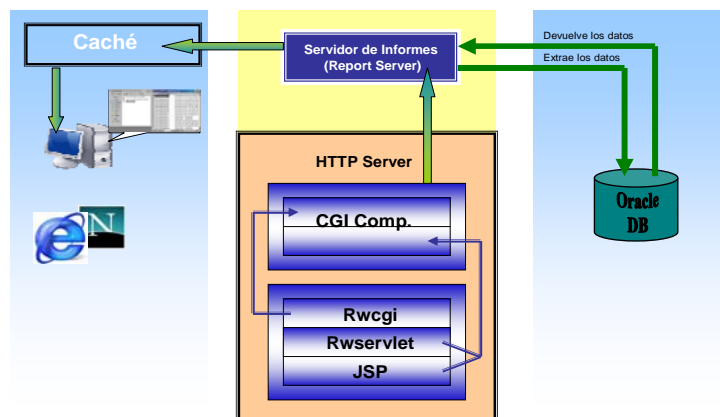 Caché
Servidor de Informes
(Report Server)
Devuelve los datos
Extrae los datos
HTTP Server
CGI Comp.
Rwcgi
Rwservlet
JSP
Oracle
DB
N